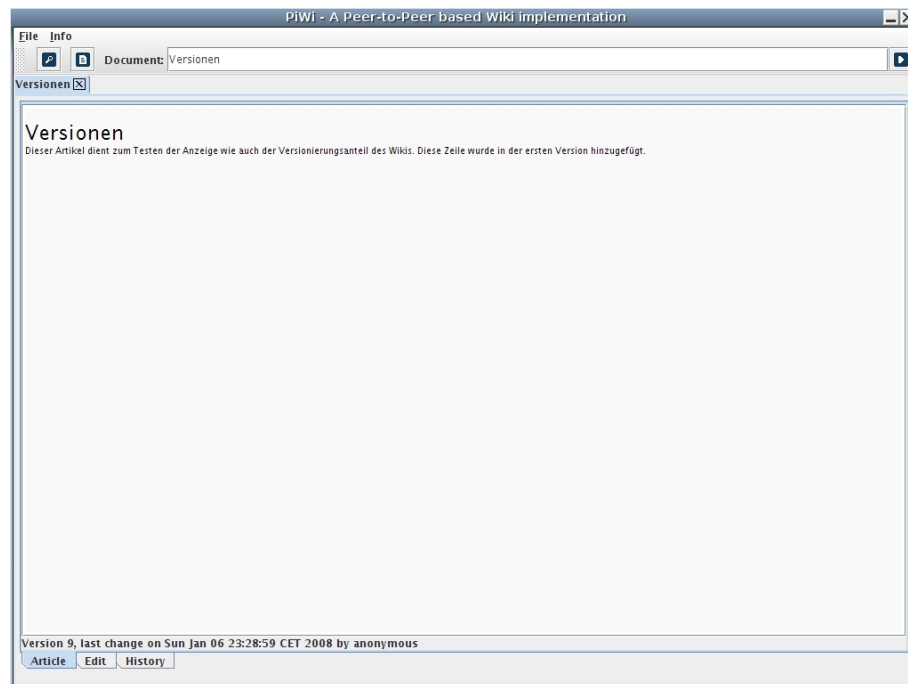 PiWi - A Peer-to-Peer based Wiki implementation
File Info
Document: Versionen
Versionen
Versionen
Dieser Artikel dient zum Testen der Anzeige wie auch der Versionierungsanteil des Wikis. Diese Zeile wurde in der ersten Version hinzugefügt.
Version 9, last change on Sun Jan 06 23:28:59 CET 2008 by anonymous
Article Edit History